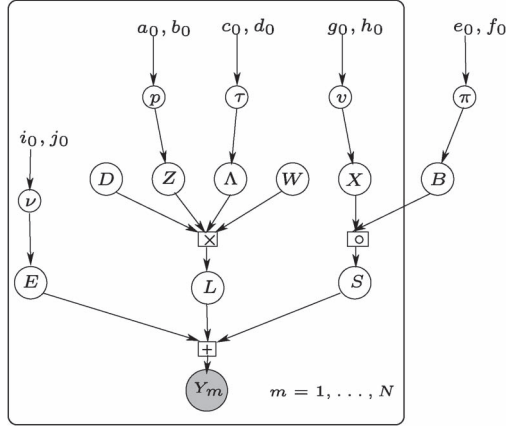 a₀, b₀ c₀, d₀ g₀, h₀ e₀, f₀
p τ v π
i₀, j₀
D Z Λ W X B
ν
× ∘
E L S
+
Yₘ m = 1, . . . , N